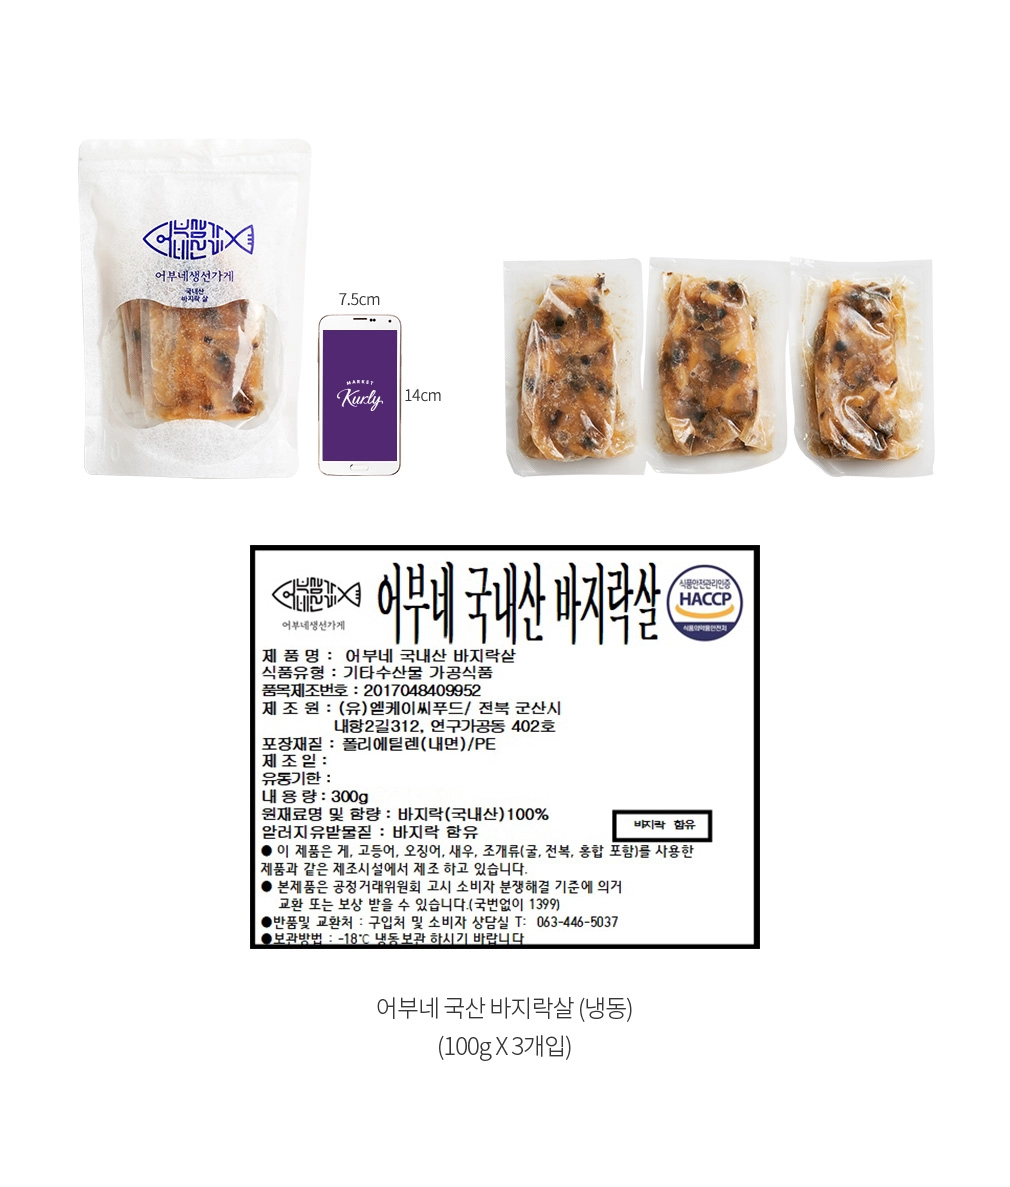 어부네생선가게
어부네생선가게
국내산
바지락 살
7.5cm
MARKET
Kurly
14cm
어부네생선가게
어부네생선가게
어부네 국내산 바지락살
식품안전관리인증
HACCP
식품의약품안전처
제 품 명 : 어부네 국내산 바지락살
식품유형 : 기타수산물 가공식품
품목제조번호 : 2017048409952
제 조 원 : (유)엘케이씨푸드/ 전북 군산시
내항2길312, 연구가공동 402호
포장재질 : 폴리에틸렌(내면)/PE
제 조 일 :
유통기한 :
내 용 량 : 300g
원재료명 및 함량 : 바지락(국내산)100%
알러지유발물질 : 바지락 함유
바지락 함유
● 이 제품은 게, 고등어, 오징어, 새우, 조개류(굴, 전복, 홍합 포함)를 사용한
제품과 같은 제조시설에서 제조 하고 있습니다.
● 본제품은 공정거래위원회 고시 소비자 분쟁해결 기준에 의거
교환 또는 보상 받을 수 있습니다.(국번없이 1399)
●반품및 교환처 : 구입처 및 소비자 상담실 T: 063-446-5037
●보관방법 : -18℃ 냉동보관 하시기 바랍니다
어부네 국산 바지락살 (냉동)
(100g X 3개입)